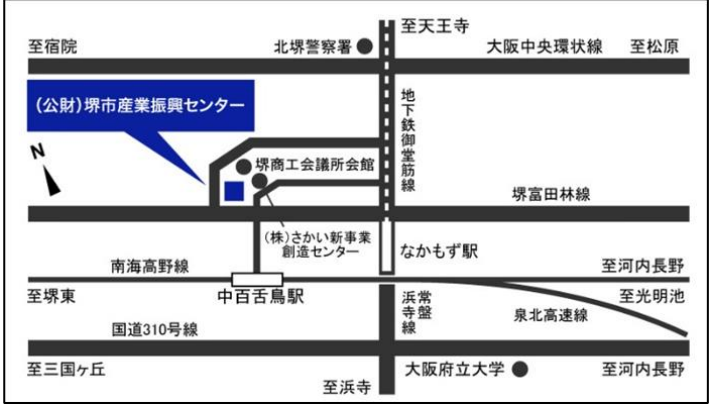 至天王寺
至宿院
北堺警察署
大阪中央環状線
至松原
(公財)堺市産業振興センター
地下鉄御堂筋線
N
堺商工会議所会館
堺富田林線
(株)さかい新事業
創造センター
なかもず駅
南海高野線
至河内長野
至堺東
中百舌鳥駅
常磐
浜寺線
至光明池
泉北高速線
国道310号線
至三国ヶ丘
大阪府立大学
至河内長野
至浜寺